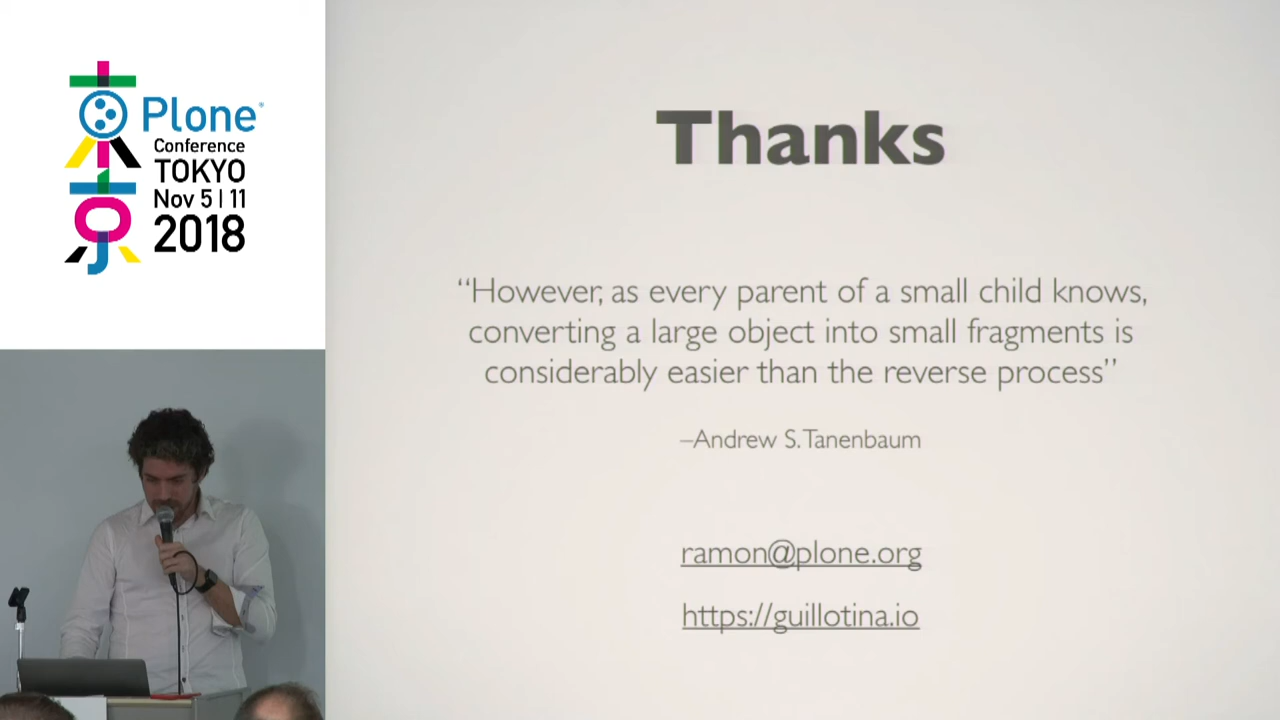 Plone®
Conference
TOKYO
Nov 5 | 11
2018
Thanks
“However, as every parent of a small child knows,
converting a large object into small fragments is
considerably easier than the reverse process”
–Andrew S. Tanenbaum
ramon@plone.org
https://guillotina.io